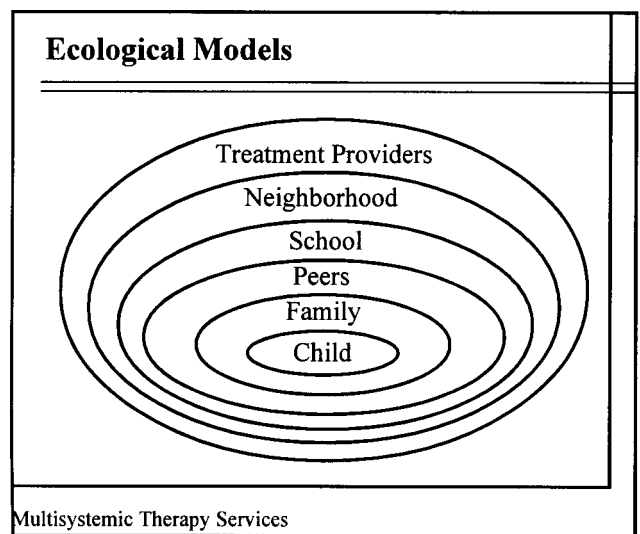 Ecological Models
Treatment Providers
Neighborhood
School
Peers
Family
Child
Multisystemic Therapy Services